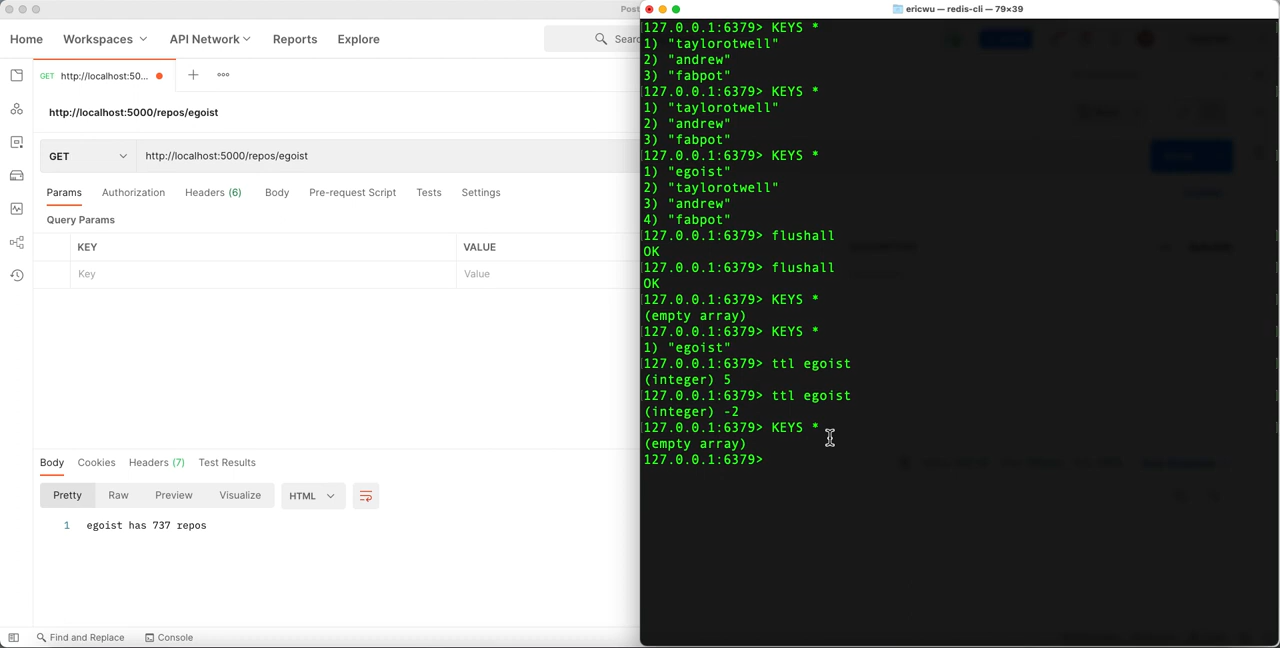 Post
Home Workspaces API Network Reports Explore
Sear
GET http://localhost:50...
http://localhost:5000/repos/egoist
GET http://localhost:5000/repos/egoist
Params Authorization Headers (6) Body Pre-request Script Tests Settings
Query Params
KEY VALUE
Key Value
Body Cookies Headers (7) Test Results
Pretty Raw Preview Visualize HTML
1 egoist has 737 repos
Find and Replace Console
ericwu — redis-cli — 79×39
127.0.0.1:6379> KEYS *
1) "taylorotwell"
2) "andrew"
3) "fabpot"
127.0.0.1:6379> KEYS *
1) "taylorotwell"
2) "andrew"
3) "fabpot"
127.0.0.1:6379> KEYS *
1) "egoist"
2) "taylorotwell"
3) "andrew"
4) "fabpot"
127.0.0.1:6379> flushall
OK
127.0.0.1:6379> flushall
OK
127.0.0.1:6379> KEYS *
(empty array)
127.0.0.1:6379> KEYS *
1) "egoist"
127.0.0.1:6379> ttl egoist
(integer) 5
127.0.0.1:6379> ttl egoist
(integer) -2
127.0.0.1:6379> KEYS *
(empty array)
127.0.0.1:6379>